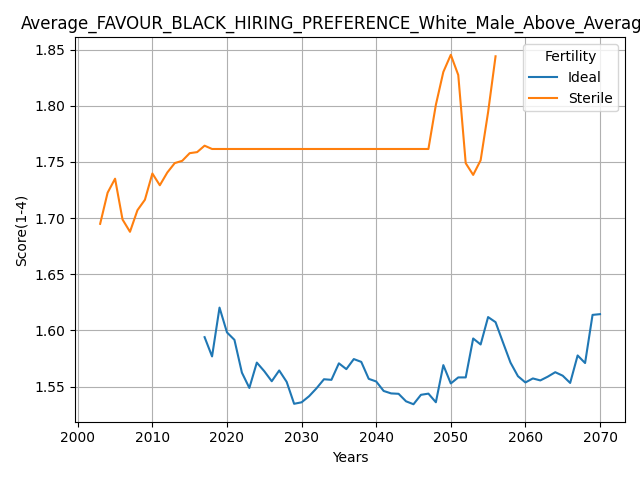 Average_FAVOUR_BLACK_HIRING_PREFERENCE_White_Male_Above_Averag
1.85
1.80
1.75
1.70
1.65
1.60
1.55
Score(1-4)
Fertility
Ideal
Sterile
2000 2010 2020 2030 2040 2050 2060 2070
Years